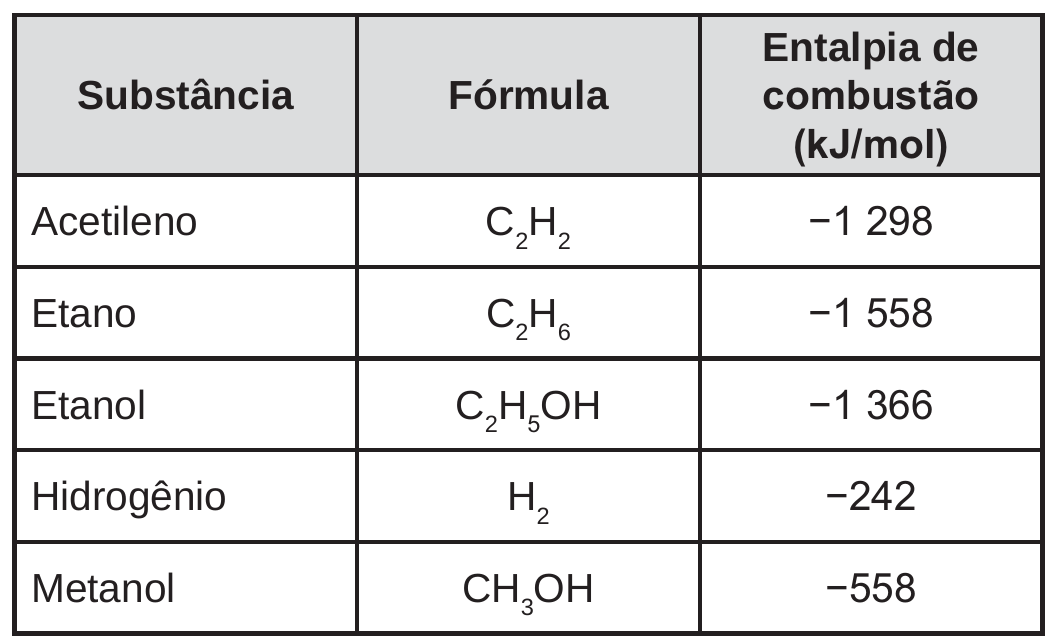 Substância Fórmula Entalpia de
combustão
(kJ/mol)
Acetileno C₂H₂ −1 298
Etano C₂H₆ −1 558
Etanol C₂H₅OH −1 366
Hidrogênio H₂ −242
Metanol CH₃OH −558